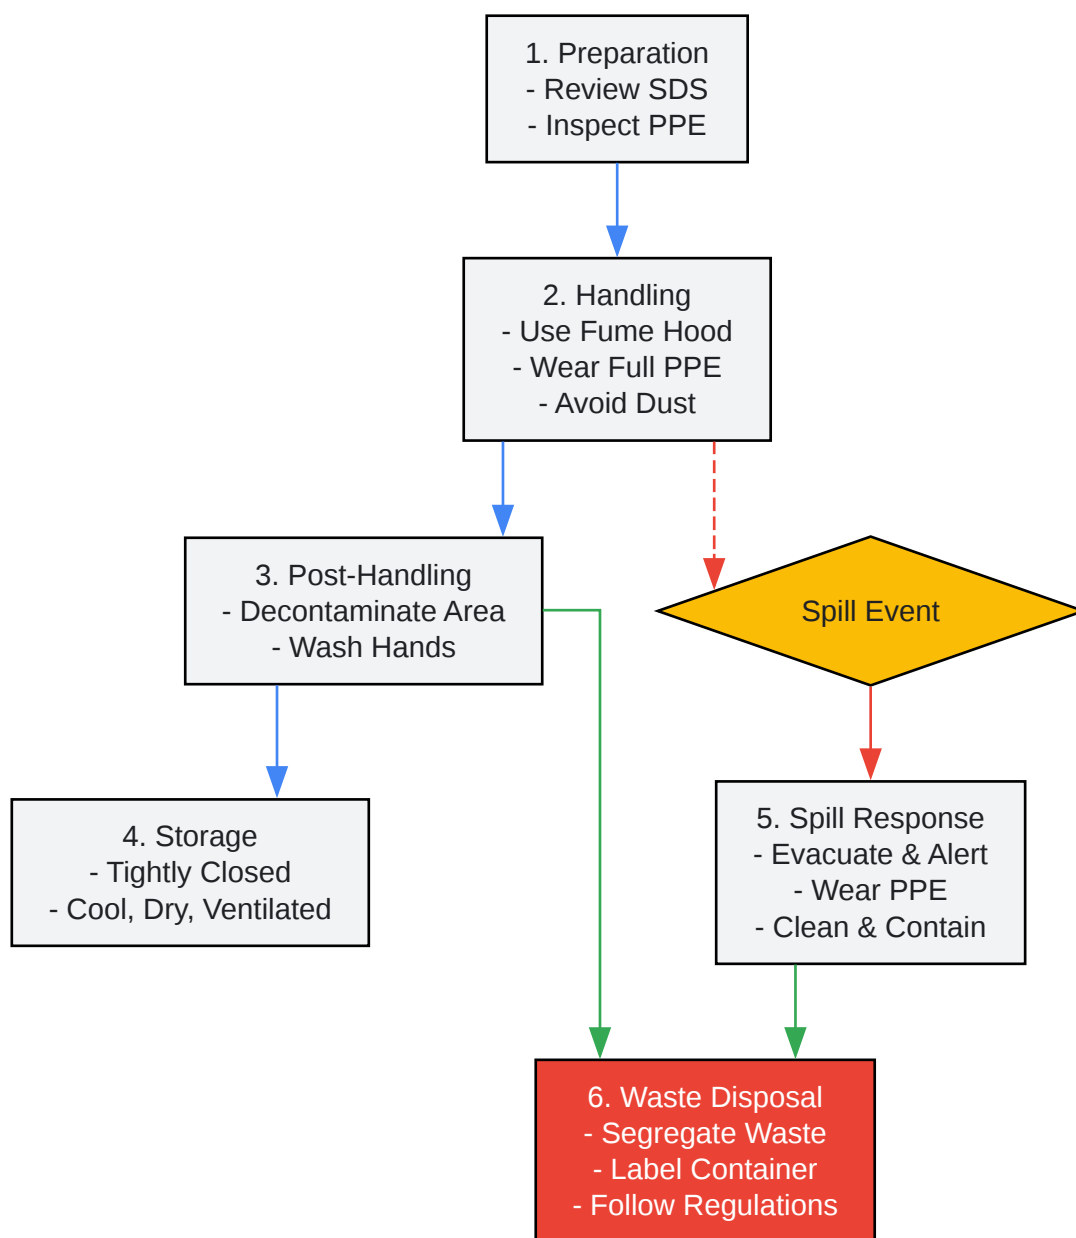 1. Preparation
- Review SDS
- Inspect PPE
2. Handling
- Use Fume Hood
- Wear Full PPE
- Avoid Dust
3. Post-Handling
- Decontaminate Area
- Wash Hands
Spill Event
4. Storage
- Tightly Closed
- Cool, Dry, Ventilated
5. Spill Response
- Evacuate & Alert
- Wear PPE
- Clean & Contain
6. Waste Disposal
- Segregate Waste
- Label Container
- Follow Regulations